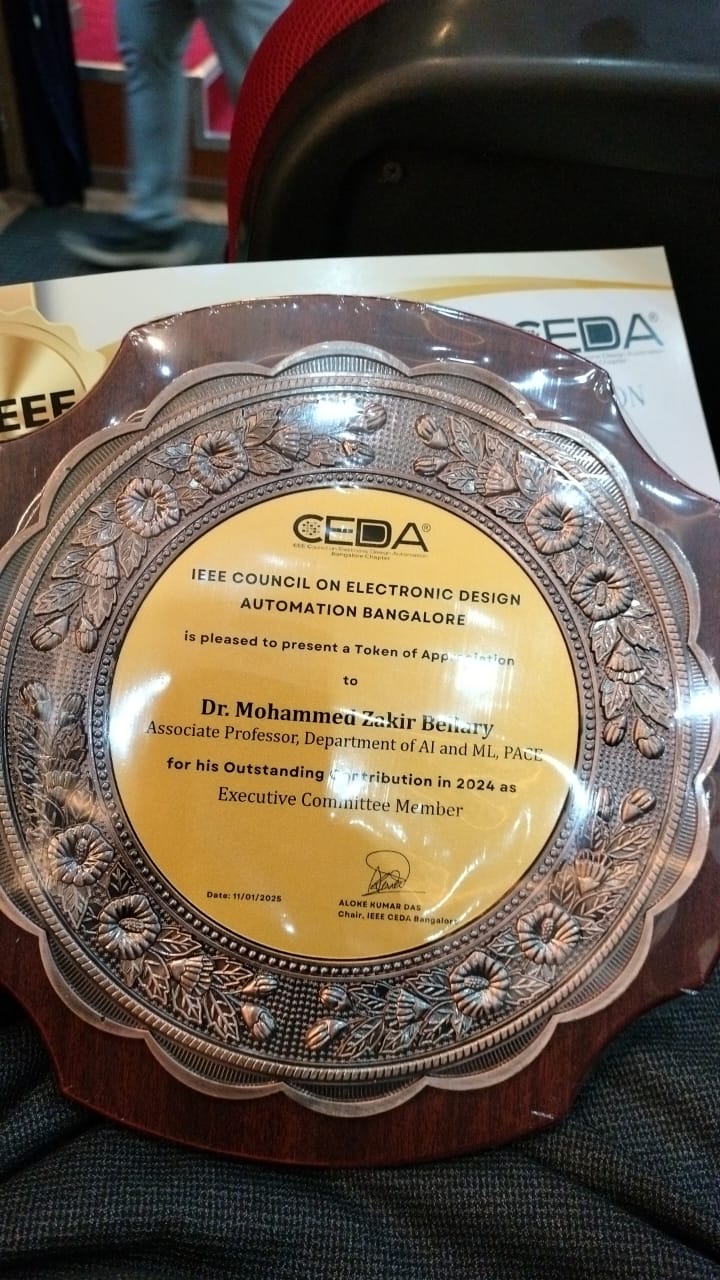 IEEE
CEDA®
ON
CEDA®
IEEE Council on Electronic Design Automation
Bangalore Chapter
IEEE COUNCIL ON ELECTRONIC DESIGN
AUTOMATION BANGALORE
is pleased to present a Token of Appreciation
to
Dr. Mohammed Zakir Bellary
Associate Professor, Department of AI and ML, PACE
for his Outstanding Contribution in 2024 as
Executive Committee Member
Date: 11/01/2025
ALOKE KUMAR DAS
Chair, IEEE CEDA Bangalore